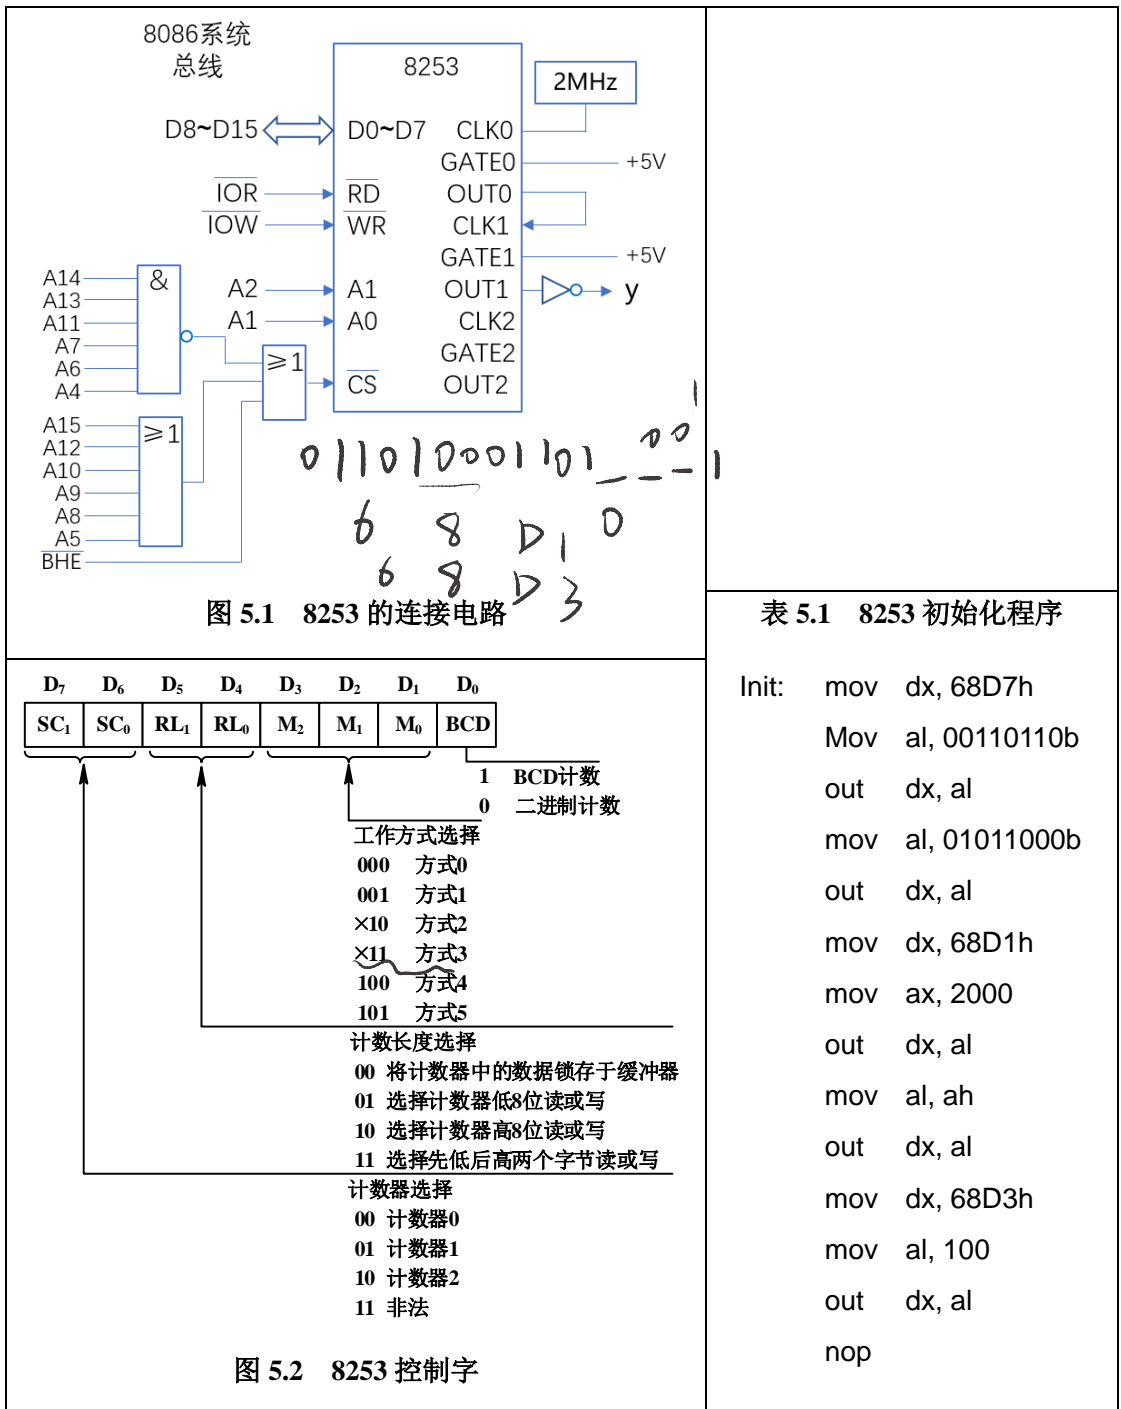 8086系统
总线
8253
2MHz
D8~D15
D0~D7
CLK0
GATE0
+5V
IOR
RD
OUT0
IOW
WR
CLK1
GATE1
+5V
A14
A13
A11
A7
A6
A4
&
A2
A1
OUT1
y
A1
A0
CLK2
GATE2
≥1
CS
OUT2
A15
A12
A10
A9
A8
A5
BHE
≥1
011010001101
001
1
6 8 D 1 0
6 8 D 3
图 5.1 8253 的连接电路
表 5.1 8253 初始化程序
D7 D6 D5 D4 D3 D2 D1 D0
SC1 SC0 RL1 RL0 M2 M1 M0 BCD
1 BCD计数
0 二进制计数
工作方式选择
000 方式0
001 方式1
×10 方式2
×11 方式3
100 方式4
101 方式5
计数长度选择
00 将计数器中的数据锁存于缓冲器
01 选择计数器低8位读或写
10 选择计数器高8位读或写
11 选择先低后高两个字节读或写
计数器选择
00 计数器0
01 计数器1
10 计数器2
11 非法
图 5.2 8253 控制字
Init: mov dx, 68D7h
Mov al, 00110110b
out dx, al
mov al, 01011000b
out dx, al
mov dx, 68D1h
mov ax, 2000
out dx, al
mov al, ah
out dx, al
mov dx, 68D3h
mov al, 100
out dx, al
nop